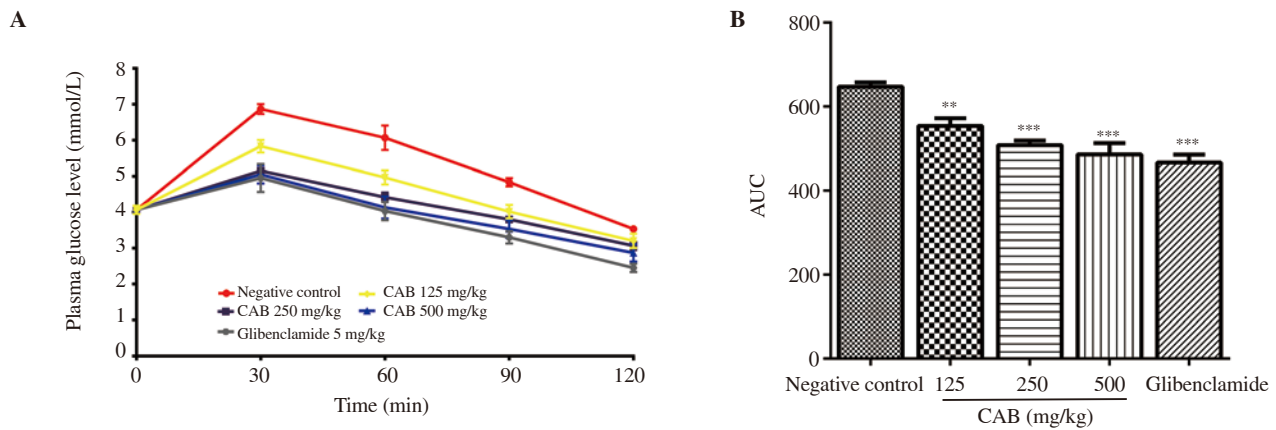 A
Plasma glucose level (mmol/L)
8
7
6
5
4
3
2
1
0
Negative control
CAB 125 mg/kg
CAB 250 mg/kg
CAB 500 mg/kg
Glibenclamide 5 mg/kg
0 30 60 90 120
Time (min)
B
AUC
800
600
400
200
0
**
***
***
***
Negative control 125 250 500 Glibenclamide
CAB (mg/kg)